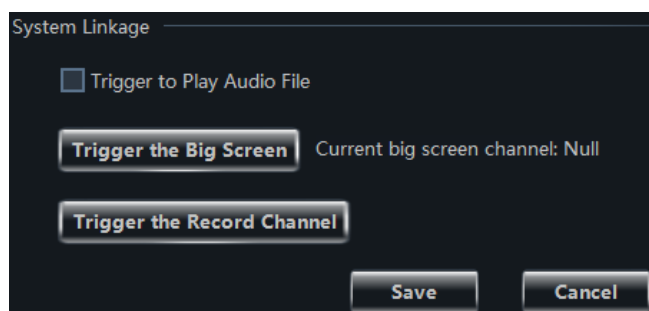 System Linkage
Trigger to Play Audio File
Trigger the Big Screen Current big screen channel: Null
Trigger the Record Channel
Save Cancel